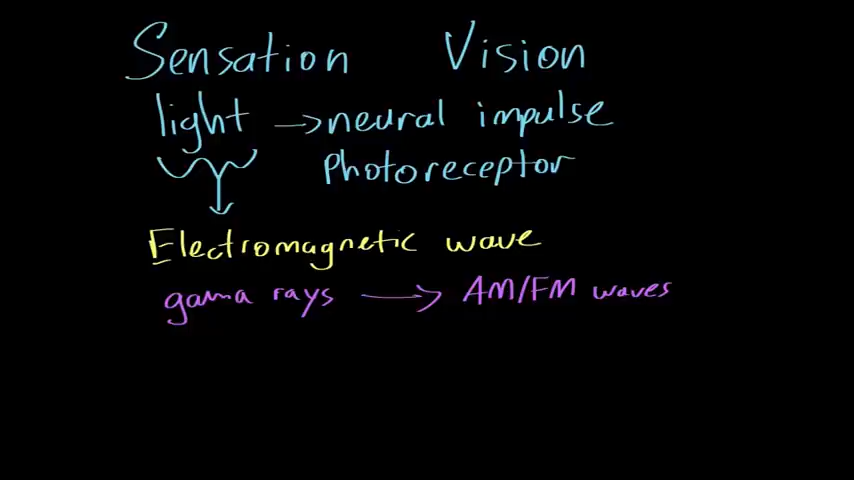 Sensation Vision
light → neural impulse
Photoreceptor
Electromagnetic wave
gama rays → AM/FM waves